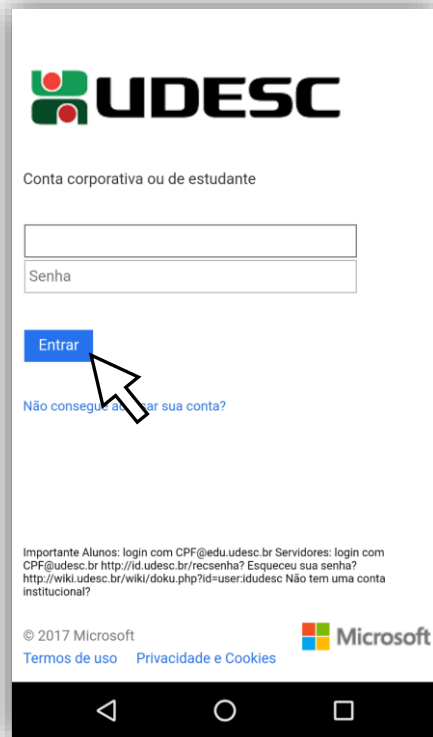 UDESC
Conta corporativa ou de estudante
Senha
Entrar
Não consegue acessar sua conta?
Importante Alunos: login com CPF@edu.udesc.br Servidores: login com
CPF@udesc.br http://id.udesc.br/recsenha? Esqueceu sua senha?
http://wiki.udesc.br/wiki/doku.php?id=user:idudesc Não tem uma conta
institucional?
© 2017 Microsoft
Microsoft
Termos de uso Privacidade e Cookies